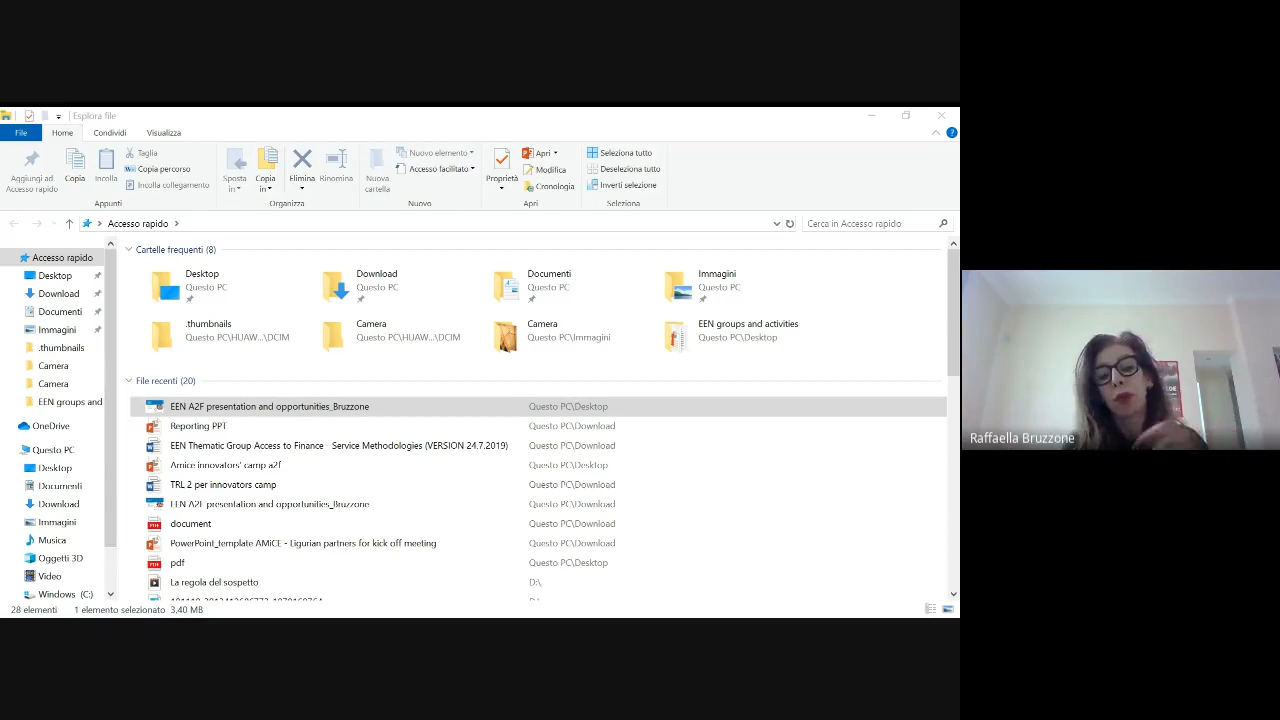 Esplora file
File Home Condividi Visualizza
Aggiungi ad Accesso rapido
Copia
Incolla
Taglia
Copia percorso
Incolla collegamento
Appunti
Sposta in
Copia in
Elimina
Rinomina
Organizza
Nuova cartella
Nuovo elemento
Accesso facilitato
Nuovo
Proprietà
Apri
Modifica
Cronologia
Apri
Seleziona tutto
Deseleziona tutto
Inverti selezione
Seleziona
Accesso rapido
Cerca in Accesso rapido
Accesso rapido
Desktop
Download
Documenti
Immagini
.thumbnails
Camera
Camera
EEN groups and
OneDrive
Questo PC
Desktop
Documenti
Download
Immagini
Musica
Oggetti 3D
Video
Windows (C:)
Cartelle frequenti (8)
Desktop
Questo PC
Download
Questo PC
Documenti
Questo PC
Immagini
Questo PC
.thumbnails
Questo PC\HUAW...\DCIM
Camera
Questo PC\HUAW...\DCIM
Camera
Questo PC\Immagini
EEN groups and activities
Questo PC\Desktop
File recenti (20)
EEN A2F presentation and opportunities_Bruzzone Questo PC\Desktop
Reporting PPT Questo PC\Download
EEN Thematic Group Access to Finance - Service Methodologies (VERSION 24.7.2019) Questo PC\Download
Amice innovators' camp a2f Questo PC\Desktop
TRL 2 per innovators camp Questo PC\Download
EEN A2F presentation and opportunities_Bruzzone Questo PC\Download
document Questo PC\Download
PowerPoint_template AMiCE - Ligurian partners for kick off meeting Questo PC\Download
pdf Questo PC\Desktop
La regola del sospetto D:\
28 elementi 1 elemento selezionato 3,40 MB
Raffaella Bruzzone